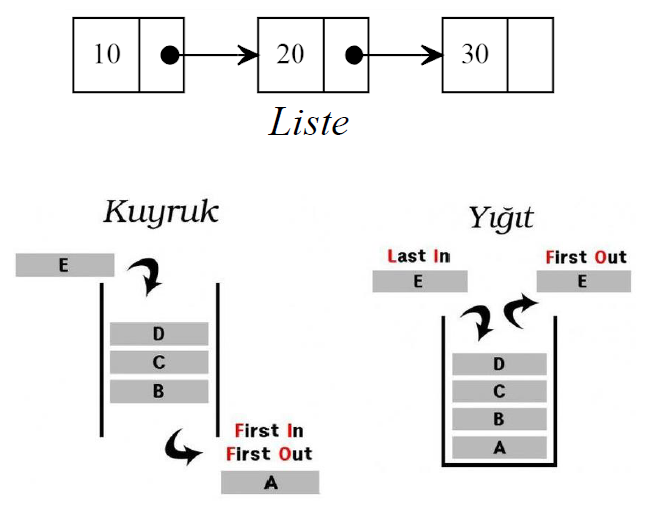 10 20 30
Liste
Kuyruk
E
D
C
B
First In
First Out
A
Yığıt
Last In
First Out
E
E
D
C
B
A